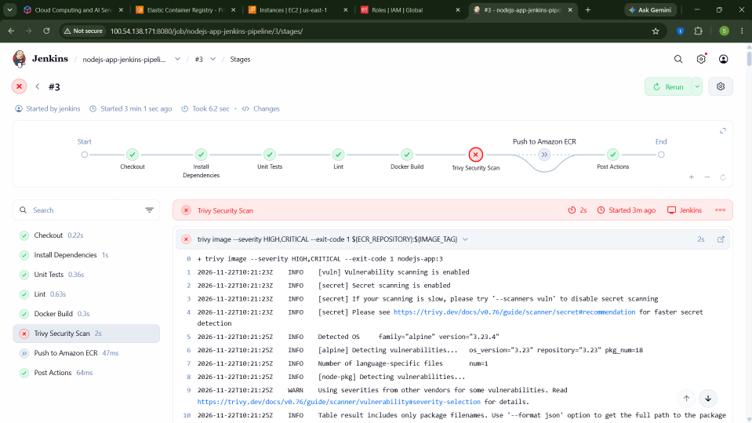 Cloud Computing and AI Serv
Elastic Container Registry - P
Instances | EC2 | us-east-1
Roles | IAM | Global
#3 - nodejs-app-jenkins-pipeli
Ask Gemini
Not secure
100.54.138.171:8080/job/nodejs-app-jenkins-pipeline/3/stages/
Jenkins
nodejs-app-jenkins-pipeli...
/
#3
/
Stages
#3
Rerun
Started by jenkins
Started 3 min 1 sec ago
Took 6.2 sec
Changes
Start
Push to Amazon ECR
End
Checkout
Install Dependencies
Unit Tests
Lint
Docker Build
Trivy Security Scan
Post Actions
Search
Checkout 0.22s
Install Dependencies 1s
Unit Tests 0.36s
Lint 0.63s
Docker Build 0.3s
Trivy Security Scan 2s
Push to Amazon ECR 47ms
Post Actions 64ms
Trivy Security Scan
2s
Started 3m ago
Jenkins
trivy image --severity HIGH,CRITICAL --exit-code 1 ${ECR_REPOSITORY}:${IMAGE_TAG}
2s
0 + trivy image --severity HIGH,CRITICAL --exit-code 1 nodejs-app:3
1 2026-11-22T10:21:23Z INFO [vuln] Vulnerability scanning is enabled
2 2026-11-22T10:21:23Z INFO [secret] Secret scanning is enabled
3 2026-11-22T10:21:23Z INFO [secret] If your scanning is slow, please try '--scanners vuln' to disable secret scanning
4 2026-11-22T10:21:23Z INFO [secret] Please see https://trivy.dev/docs/v0.76/guide/scanner/secret#recommendation for faster secret
detection
5 2026-11-22T10:21:25Z INFO Detected OS family="alpine" version="3.23.4"
6 2026-11-22T10:21:25Z INFO [alpine] Detecting vulnerabilities... os_version="3.23" repository="3.23" pkg_num=18
7 2026-11-22T10:21:25Z INFO Number of language-specific files num=1
8 2026-11-22T10:21:25Z INFO [node-pkg] Detecting vulnerabilities...
9 2026-11-22T10:21:25Z WARN Using severities from other vendors for some vulnerabilities. Read
https://trivy.dev/docs/v0.76/guide/scanner/vulnerability#severity-selection for details.
10 2026-11-22T10:21:25Z INFO Table result includes only package filenames. Use '--format json' option to get the full path to the package